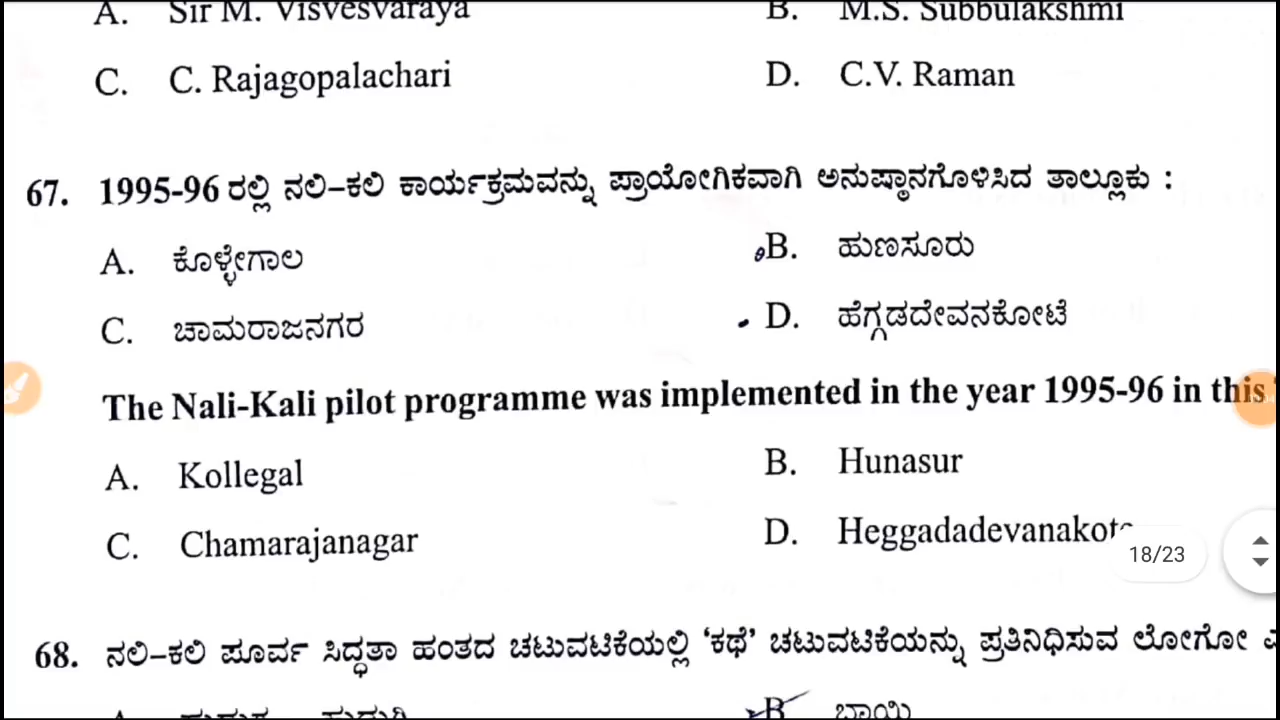 A. Sir M. Visvesvaraya B. M.S. Subbulakshmi
C. C. Rajagopalachari D. C.V. Raman
67. 1995-96 ರಲ್ಲಿ ನಲಿ-ಕಲಿ ಕಾರ್ಯಕ್ರಮವನ್ನು ಪ್ರಾಯೋಗಿಕವಾಗಿ ಅನುಷ್ಠಾನಗೊಳಿಸಿದ ತಾಲ್ಲೂಕು :
A. ಕೊಳ್ಳೇಗಾಲ B. ಹುಣಸೂರು
C. ಚಾಮರಾಜನಗರ D. ಹೆಗ್ಗಡದೇವನಕೋಟೆ
The Nali-Kali pilot programme was implemented in the year 1995-96 in this
A. Kollegal B. Hunasur
C. Chamarajanagar D. Heggadadevanakote
18/23
68. ನಲಿ-ಕಲಿ ಪೂರ್ವ ಸಿದ್ಧತಾ ಹಂತದ ಚಟುವಟಿಕೆಯಲ್ಲಿ ‘ಕಥೆ’ ಚಟುವಟಿಕೆಯನ್ನು ಪ್ರತಿನಿಧಿಸುವ ಲೋಗೋ
A. B. ಬಾಯಿ